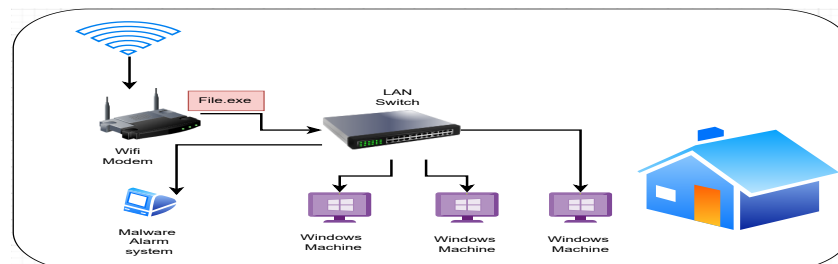 LAN
Switch
File.exe
Wifi
Modem
Malware
Alarm
system
Windows
Machine
Windows
Machine
Windows
Machine